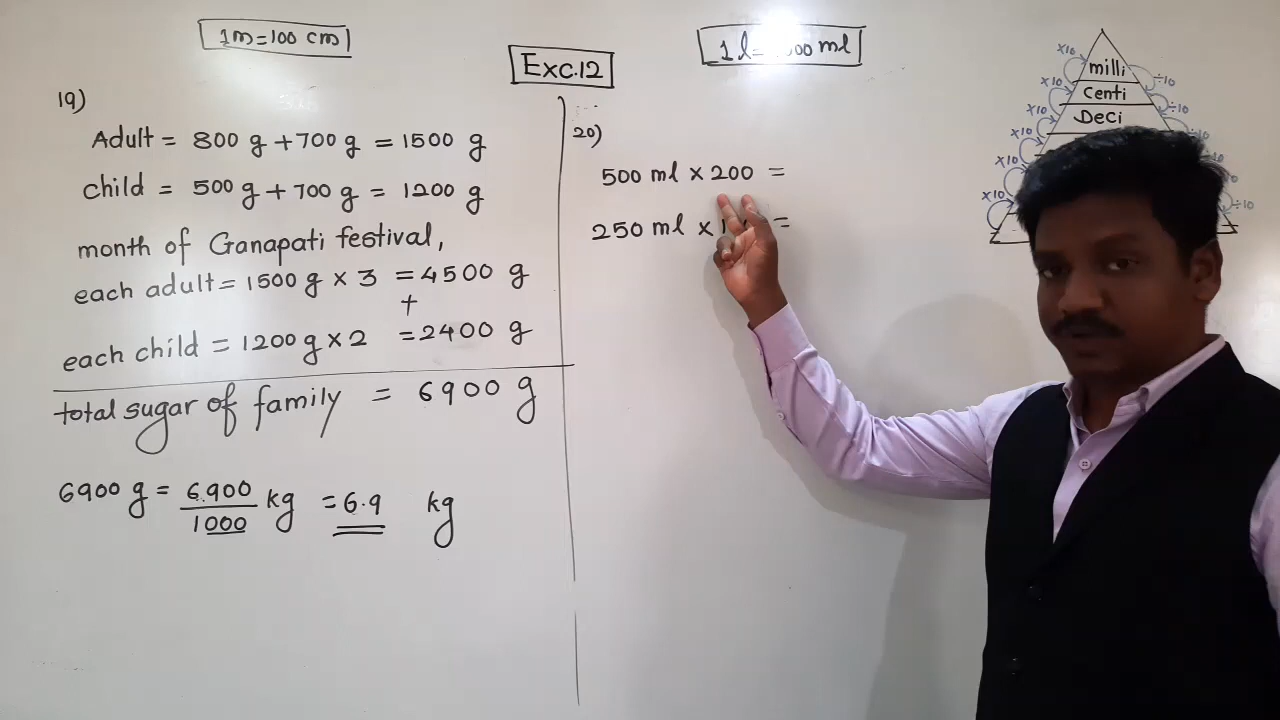 1m=100 cm
Exc.12
1 l= 000 ml
19)
Adult = 800 g +700 g = 1500 g
child = 500 g + 700 g = 1200 g
month of Ganapati festival,
each adult = 1500 g × 3 = 4500 g
+
each child = 1200 g × 2 = 2400 g
total sugar of family = 6900 g
6900 g = 6.900 / 1000 kg = 6.9 kg
20)
500 ml × 200 =
250 ml × =
×10 milli ÷10
×10 Centi ÷10
×10 Deci
×10
×10
×10 ÷10